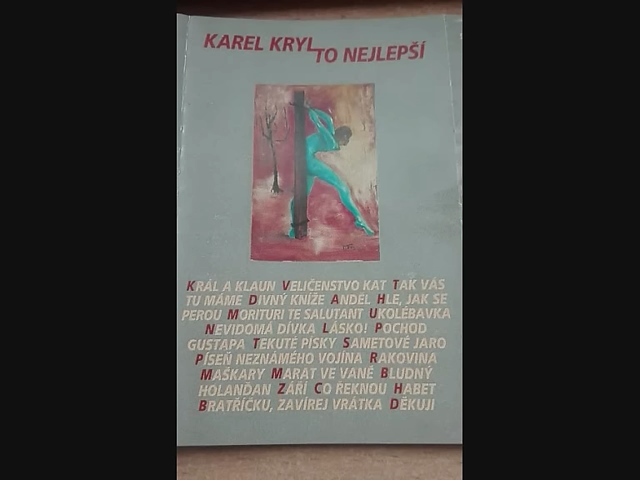 KAREL KRYL
TO NEJLEPŠÍ
KRÁL A KLAUN VELIČENSTVO KAT TAK VÁS
TU MÁME DIVNÝ KNÍŽE ANDĚL HLE, JAK SE
PEROU MORITURI TE SALUTANT UKOLÉBAVKA
NEVIDOMÁ DÍVKA LÁSKO! POCHOD
GUSTAPA TEKUTÉ PÍSKY SAMETOVÉ JARO
PÍSEŇ NEZNÁMÉHO VOJÍNA RAKOVINA
MAŠKARY MARAT VE VANĚ BLUDNÝ
HOLANĎAN ZÁŘÍ CO ŘEKNOU HABET
BRATŘÍČKU, ZAVÍREJ VRÁTKA DĚKUJI